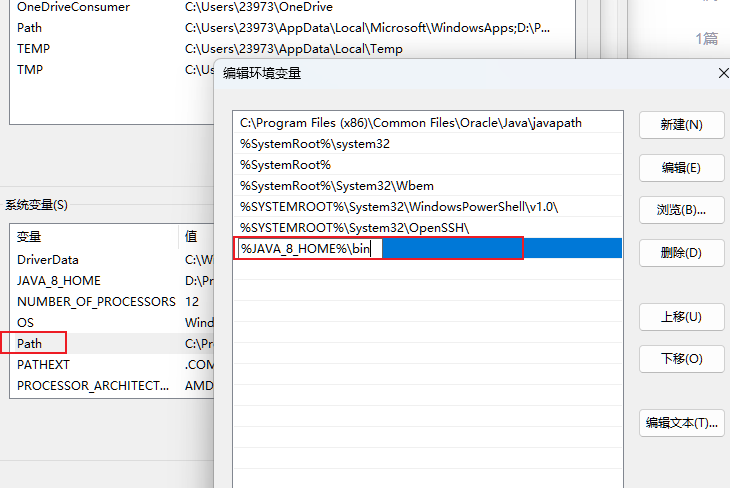 OneDriveConsumer C:\Users\23973\OneDrive
Path C:\Users\23973\AppData\Local\Microsoft\WindowsApps;D:\P...
TEMP C:\Users\23973\AppData\Local\Temp
TMP C:\Us
1篇
编辑环境变量
C:\Program Files (x86)\Common Files\Oracle\Java\javapath
%SystemRoot%\system32
%SystemRoot%
%SystemRoot%\System32\Wbem
%SYSTEMROOT%\System32\WindowsPowerShell\v1.0\
%SYSTEMROOT%\System32\OpenSSH\
%JAVA_8_HOME%\bin
新建(N)
编辑(E)
浏览(B)...
删除(D)
上移(U)
下移(O)
编辑文本(T)...
系统变量(S)
变量 值
DriverData C:\W
JAVA_8_HOME D:\Pr
NUMBER_OF_PROCESSORS 12
OS Wind
Path C:\Pr
PATHEXT .COM
PROCESSOR_ARCHITECT... AMD